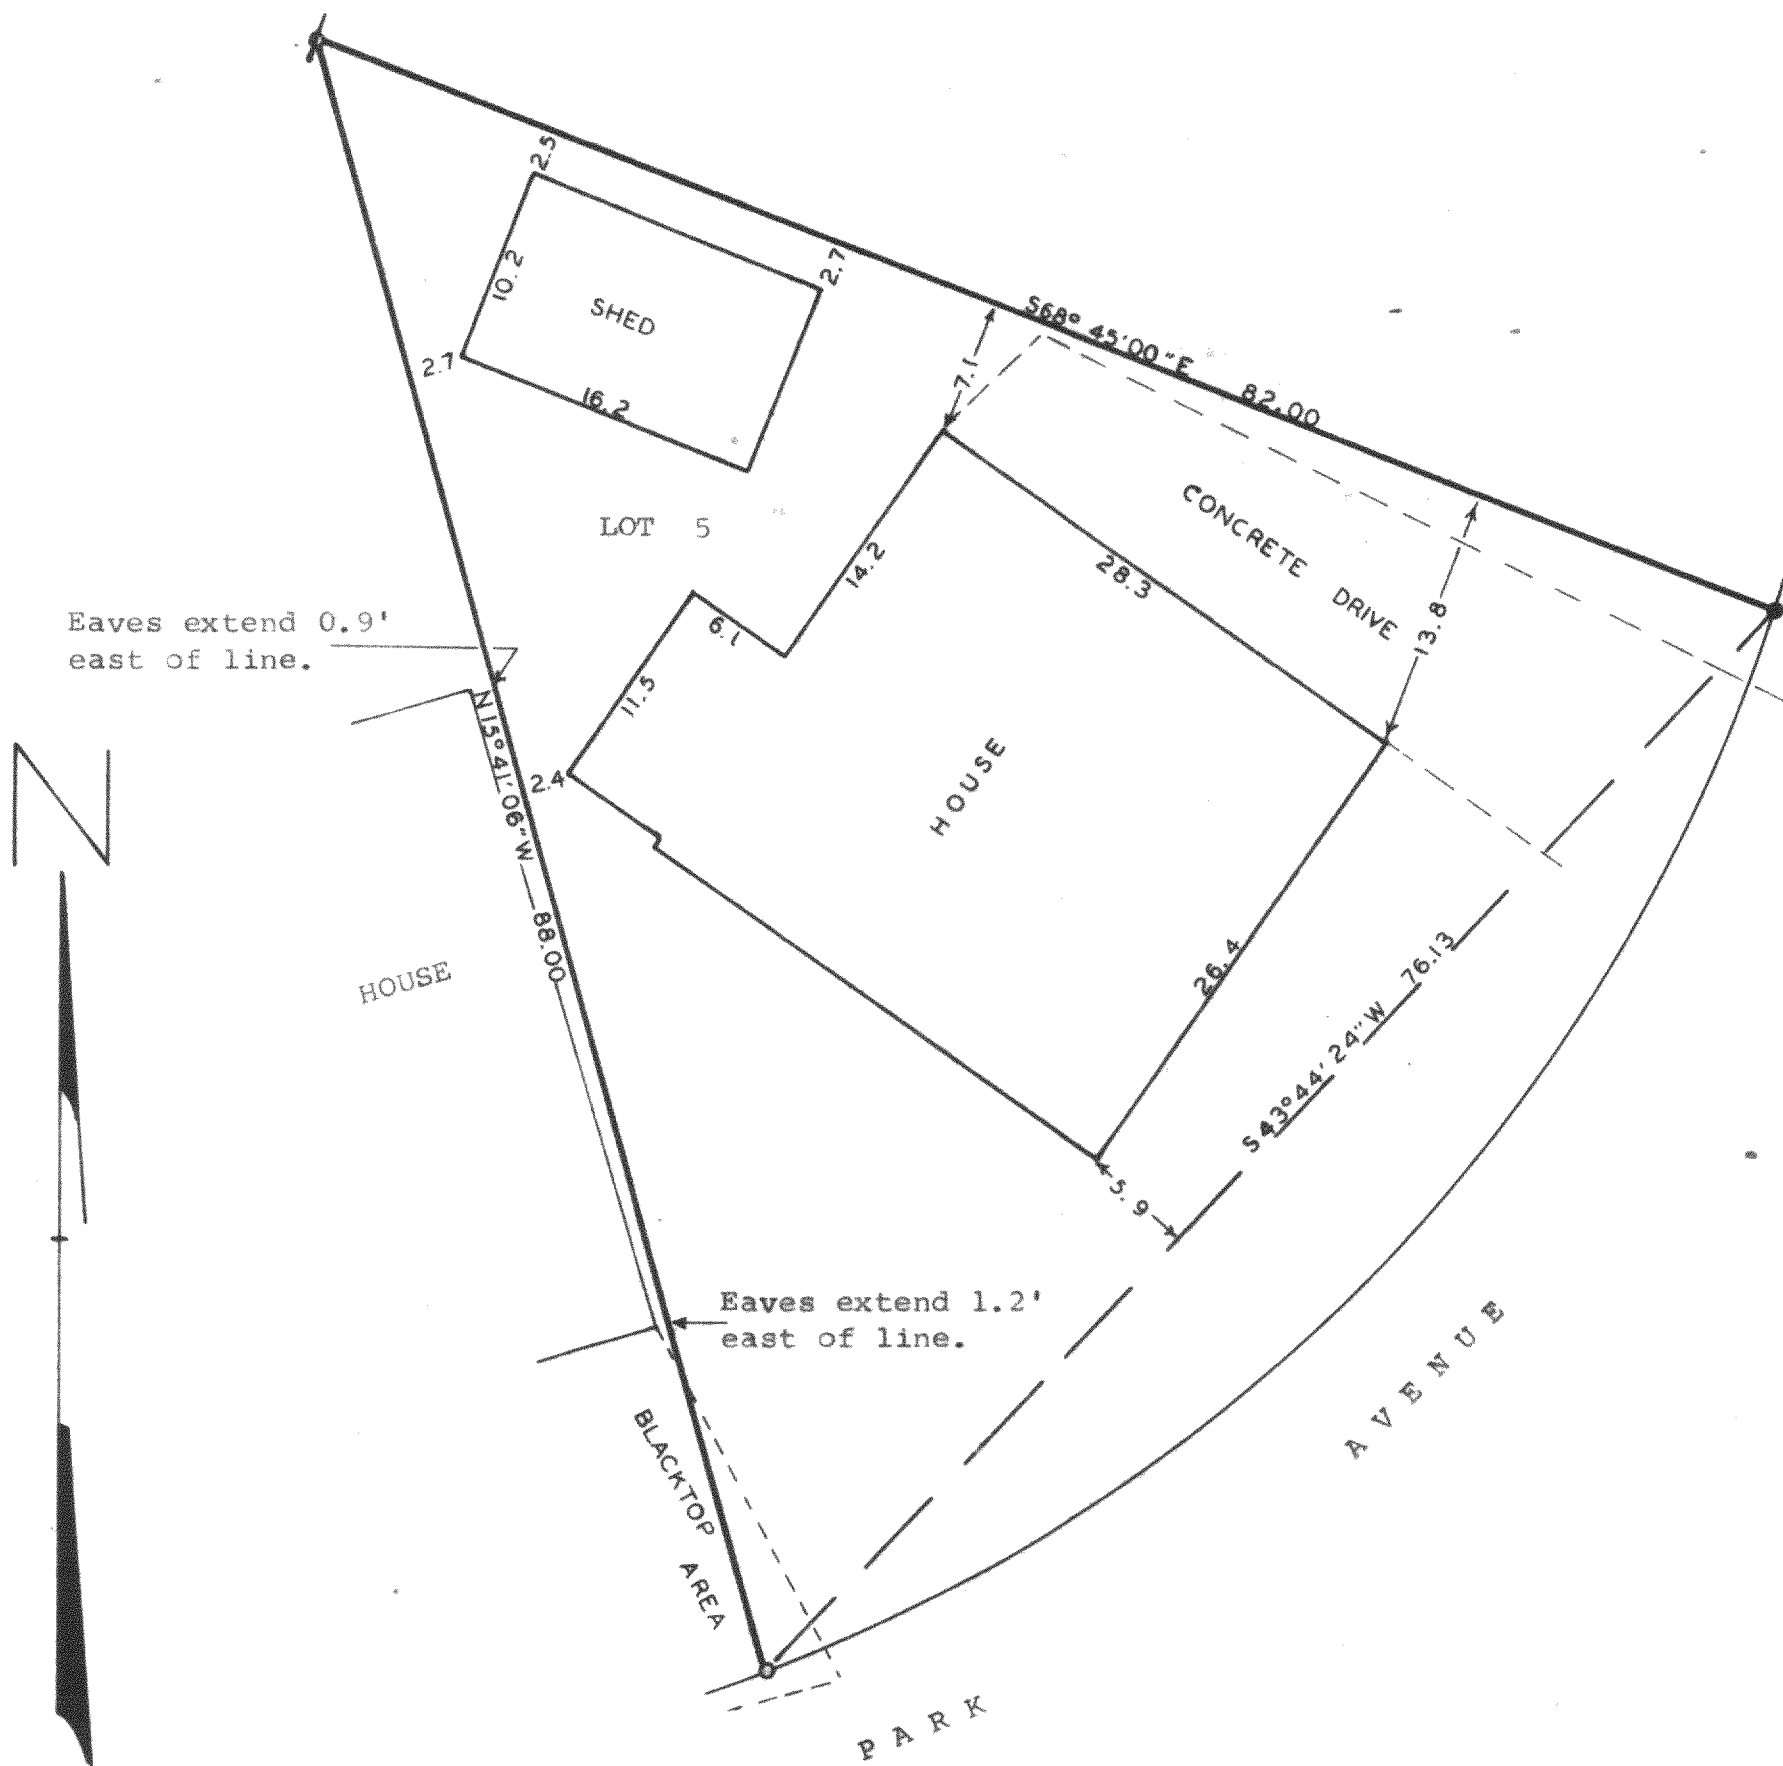 2.5
10.2
SHED
2.7
2.7
16.2
S68° 45'00"E 82.00
7.1
LOT 5
CONCRETE DRIVE
13.8
28.3
14.2
6.1
11.5
2.4
Eaves extend 0.9'
east of line.
N
N15°41'06"W 88.00
HOUSE
HOUSE
26.4
S43°44'24"W 76.13
5.9
Eaves extend 1.2'
east of line.
BLACKTOP AREA
PARK AVENUE